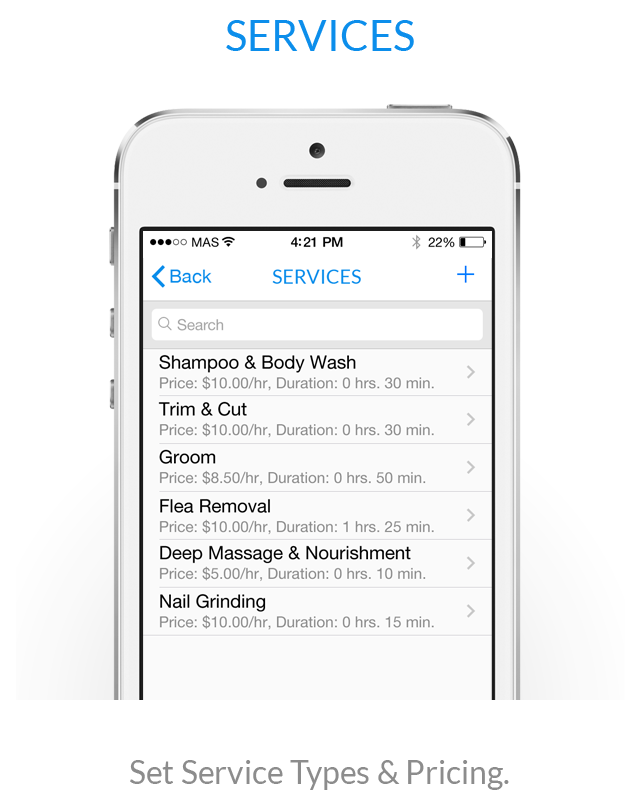 SERVICES
MAS 4:21 PM 22%
Back SERVICES +
Search
Shampoo & Body Wash
Price: $10.00/hr, Duration: 0 hrs. 30 min.
Trim & Cut
Price: $10.00/hr, Duration: 0 hrs. 30 min.
Groom
Price: $8.50/hr, Duration: 0 hrs. 50 min.
Flea Removal
Price: $10.00/hr, Duration: 1 hrs. 25 min.
Deep Massage & Nourishment
Price: $5.00/hr, Duration: 0 hrs. 10 min.
Nail Grinding
Price: $10.00/hr, Duration: 0 hrs. 15 min.
Set Service Types & Pricing.